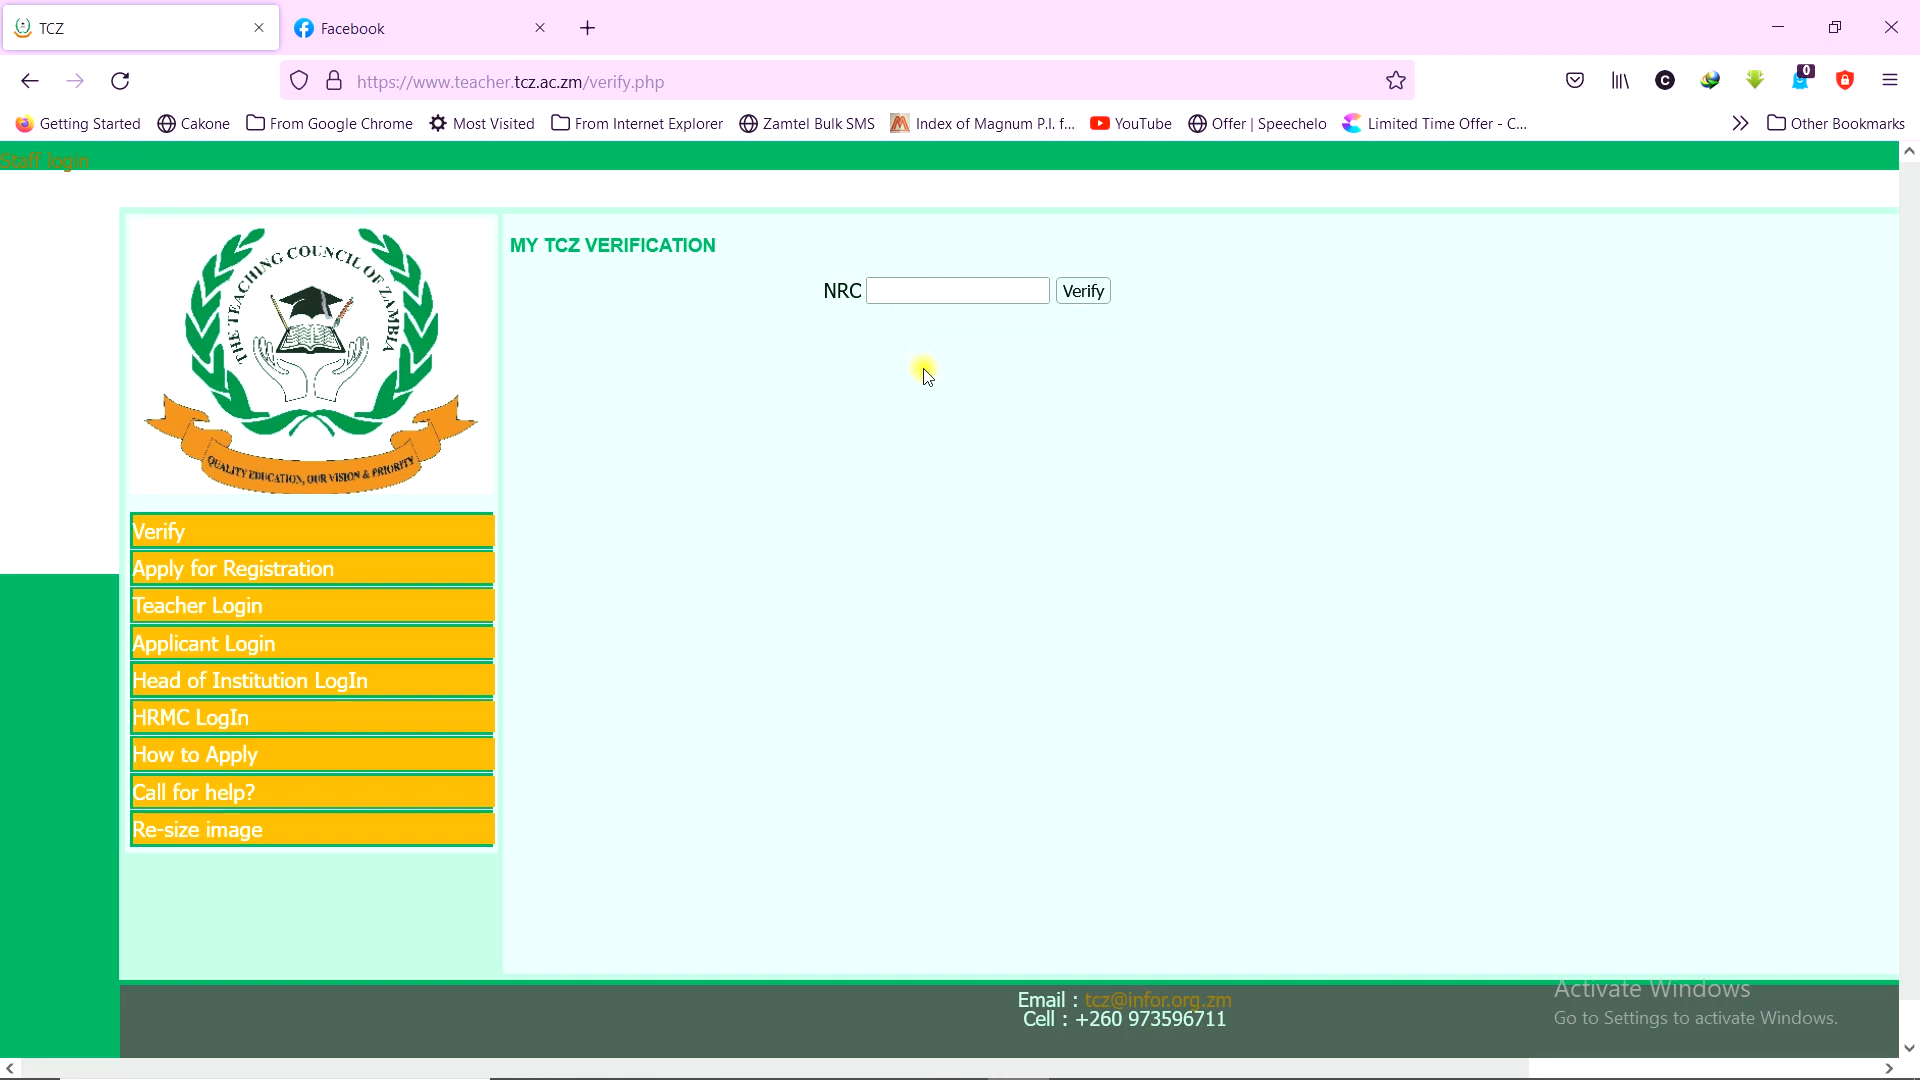 TCZ
Facebook
https://www.teacher.tcz.ac.zm/verify.php
0
Getting Started
Cakone
From Google Chrome
Most Visited
From Internet Explorer
Zamtel Bulk SMS
Index of Magnum P.I. f...
YouTube
Offer | Speechelo
Limited Time Offer - C...
Other Bookmarks
Staff login
THE TEACHING COUNCIL OF ZAMBIA
QUALITY EDUCATION, OUR VISION & PRIORITY
MY TCZ VERIFICATION
NRC
Verify
Verify
Apply for Registration
Teacher Login
Applicant Login
Head of Institution LogIn
HRMC LogIn
How to Apply
Call for help?
Re-size image
Email : tcz@infor.org.zm
Cell : +260 973596711
Activate Windows
Go to Settings to activate Windows.